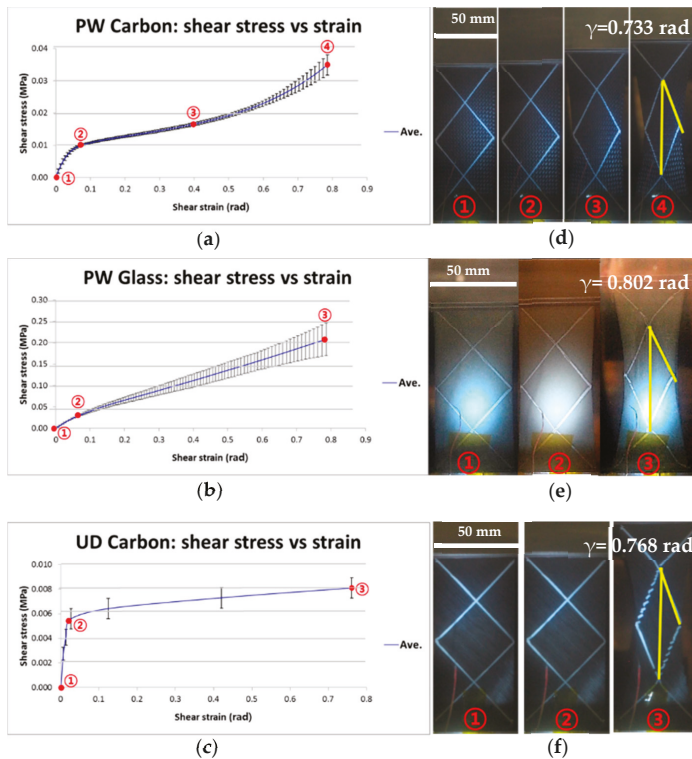 PW Carbon: shear stress vs strain
Shear stress (MPa)
0.04
0.03
0.02
0.01
0.00
① ② ③ ④
0 0.1 0.2 0.3 0.4 0.5 0.6 0.7 0.8 0.9
Shear strain (rad)
Ave.
(a)
50 mm
γ=0.733 rad
① ② ③ ④
(d)
PW Glass: shear stress vs strain
Shear stress (MPa)
0.30
0.25
0.20
0.15
0.10
0.05
0.00
① ② ③
0 0.1 0.2 0.3 0.4 0.5 0.6 0.7 0.8 0.9
Shear strain (rad)
Ave.
(b)
50 mm
γ= 0.802 rad
① ② ③
(e)
UD Carbon: shear stress vs strain
Shear stress (MPa)
0.010
0.008
0.006
0.004
0.002
0.000
① ② ③
0 0.1 0.2 0.3 0.4 0.5 0.6 0.7 0.8
Shear strain (rad)
Ave.
(c)
50 mm
γ= 0.768 rad
① ② ③
(f)